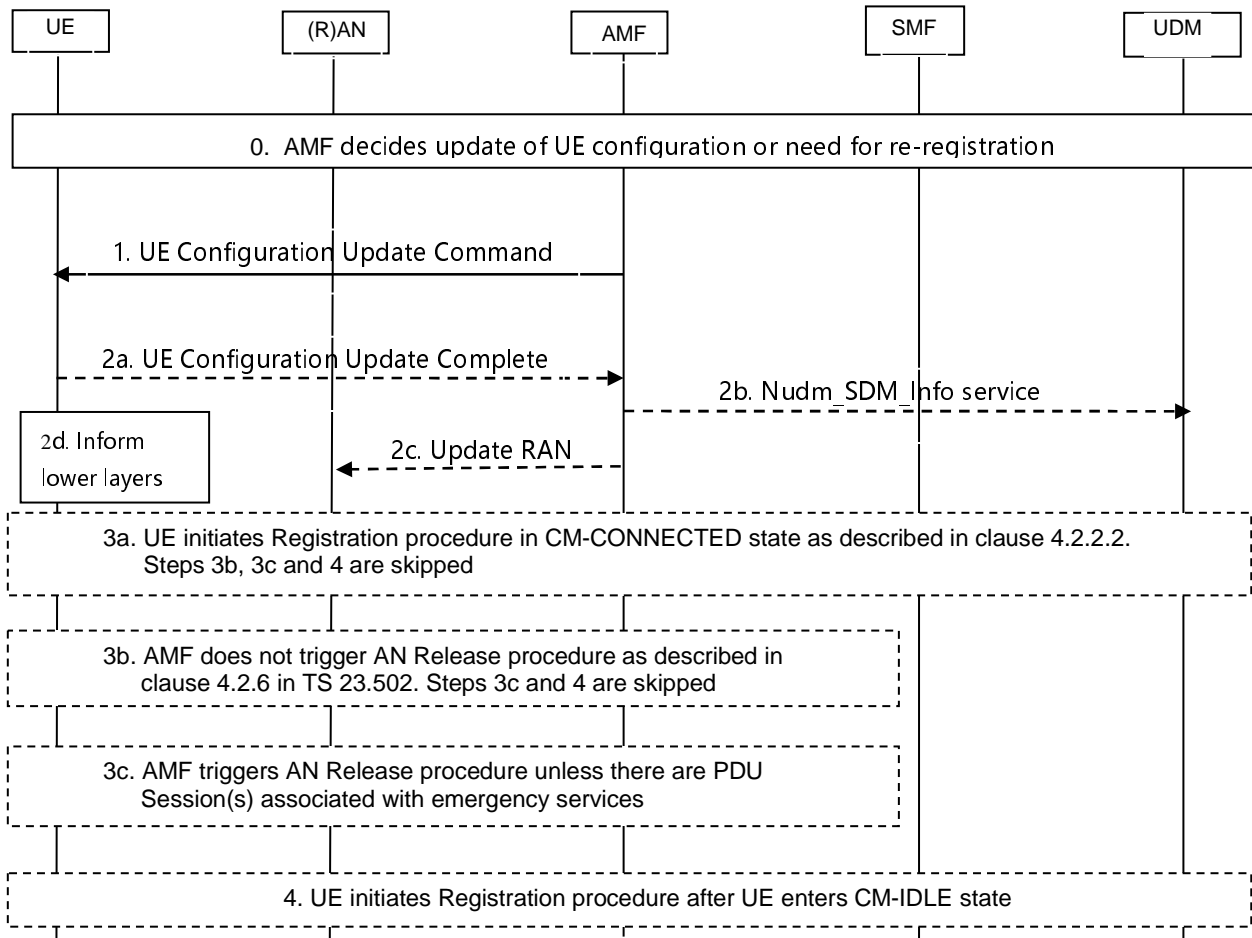 UE
(R)AN
AMF
SMF
UDM
0. AMF decides update of UE configuration or need for re-registration
1. UE Configuration Update Command
2a. UE Configuration Update Complete
2b. Nudm_SDM_Info service
2d. Inform
lower layers
2c. Update RAN
3a. UE initiates Registration procedure in CM-CONNECTED state as described in clause 4.2.2.2.
Steps 3b, 3c and 4 are skipped
3b. AMF does not trigger AN Release procedure as described in
clause 4.2.6 in TS 23.502. Steps 3c and 4 are skipped
3c. AMF triggers AN Release procedure unless there are PDU
Session(s) associated with emergency services
4. UE initiates Registration procedure after UE enters CM-IDLE state